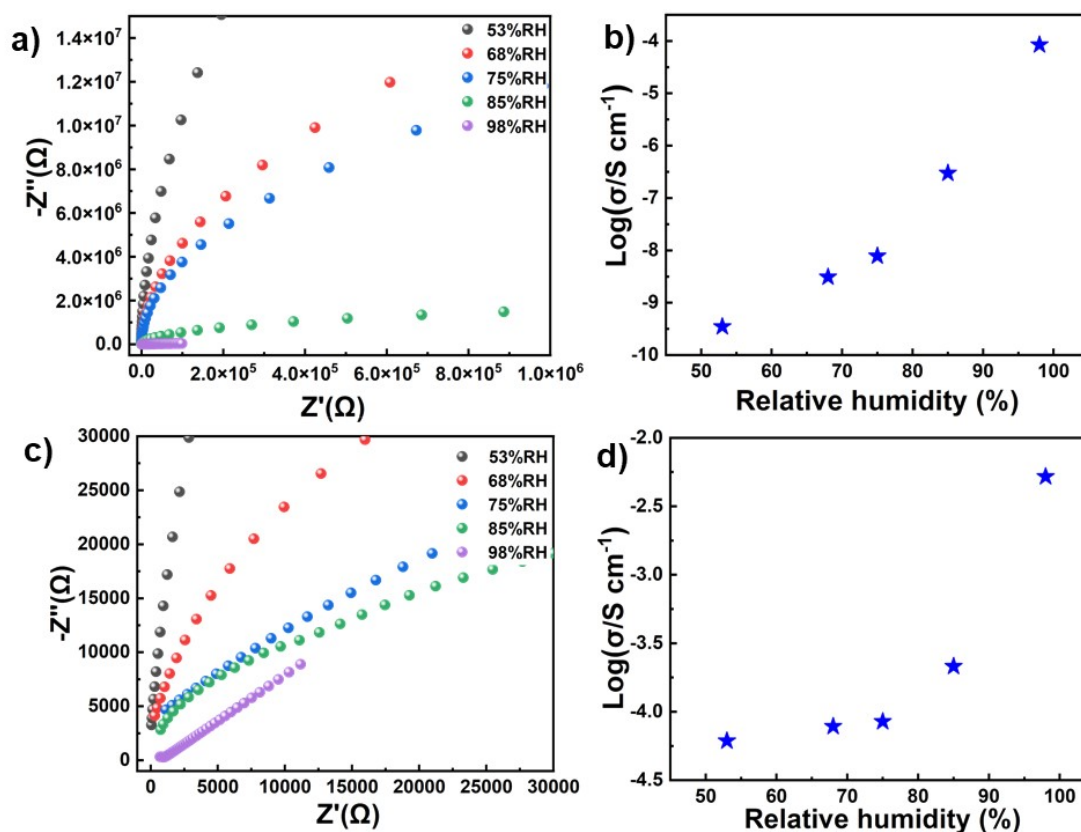 a)
1.4×10⁷
1.2×10⁷
1.0×10⁷
8.0×10⁶
6.0×10⁶
4.0×10⁶
2.0×10⁶
0.0
-Z''(Ω)
53%RH
68%RH
75%RH
85%RH
98%RH
0.0 2.0×10⁵ 4.0×10⁵ 6.0×10⁵ 8.0×10⁵ 1.0×10⁶
Z'(Ω)
b)
-4
-5
-6
-7
-8
-9
-10
Log(σ/S cm⁻¹)
50 60 70 80 90 100
Relative humidity (%)
c)
30000
25000
20000
15000
10000
5000
0
-Z''(Ω)
53%RH
68%RH
75%RH
85%RH
98%RH
0 5000 10000 15000 20000 25000 30000
Z'(Ω)
d)
-2.0
-2.5
-3.0
-3.5
-4.0
-4.5
Log(σ/S cm⁻¹)
50 60 70 80 90 100
Relative humidity (%)